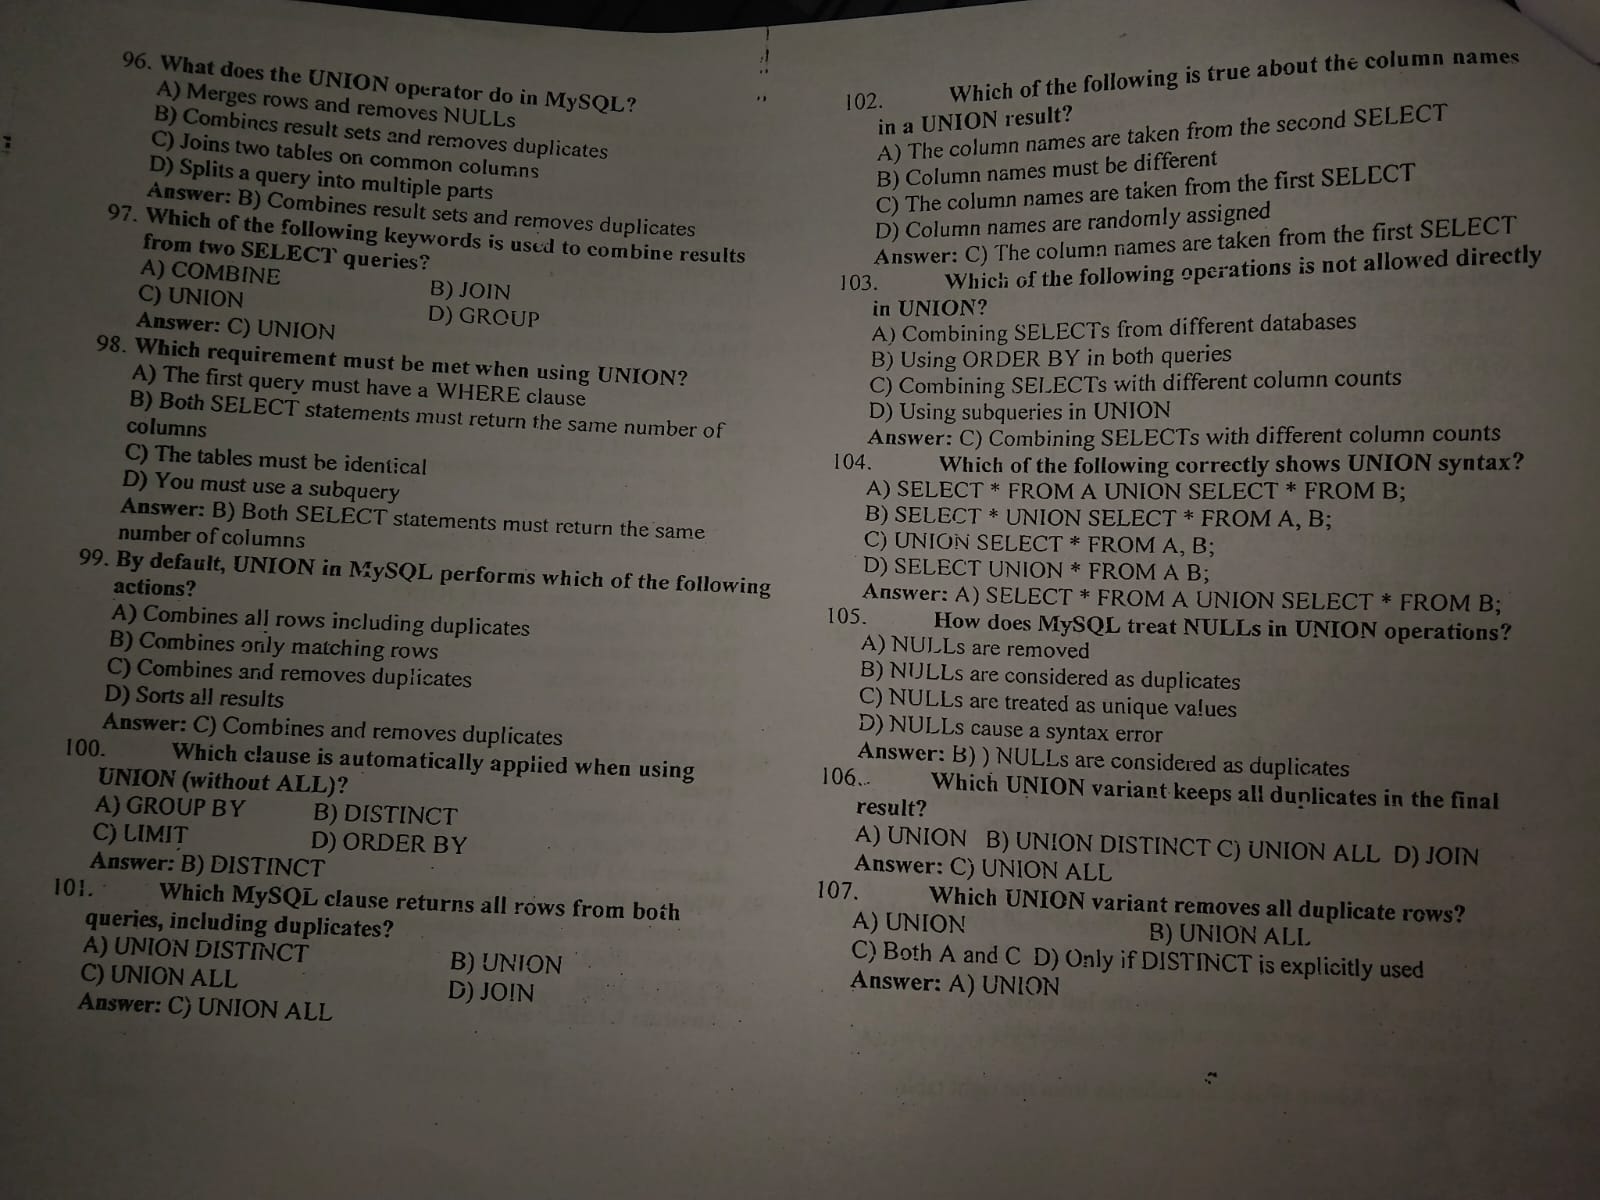 96. What does the UNION operator do in MySQL?
A) Merges rows and removes NULLs
B) Combines result sets and removes duplicates
C) Joins two tables on common columns
D) Splits a query into multiple parts
Answer: B) Combines result sets and removes duplicates
97. Which of the following keywords is used to combine results
from two SELECT queries?
A) COMBINE B) JOIN
C) UNION D) GROUP
Answer: C) UNION
98. Which requirement must be met when using UNION?
A) The first query must have a WHERE clause
B) Both SELECT statements must return the same number of
columns
C) The tables must be identical
D) You must use a subquery
Answer: B) Both SELECT statements must return the same
number of columns
99. By default, UNION in MySQL performs which of the following
actions?
A) Combines all rows including duplicates
B) Combines only matching rows
C) Combines and removes duplicates
D) Sorts all results
Answer: C) Combines and removes duplicates
100. Which clause is automatically applied when using
UNION (without ALL)?
A) GROUP BY B) DISTINCT
C) LIMIT D) ORDER BY
Answer: B) DISTINCT
101. Which MySQL clause returns all rows from both
queries, including duplicates?
A) UNION DISTINCT B) UNION
C) UNION ALL D) JOIN
Answer: C) UNION ALL
102. Which of the following is true about the column names
in a UNION result?
A) The column names are taken from the second SELECT
B) Column names must be different
C) The column names are taken from the first SELECT
D) Column names are randomly assigned
Answer: C) The column names are taken from the first SELECT
103. Which of the following operations is not allowed directly
in UNION?
A) Combining SELECTs from different databases
B) Using ORDER BY in both queries
C) Combining SELECTs with different column counts
D) Using subqueries in UNION
Answer: C) Combining SELECTs with different column counts
104. Which of the following correctly shows UNION syntax?
A) SELECT * FROM A UNION SELECT * FROM B;
B) SELECT * UNION SELECT * FROM A, B;
C) UNION SELECT * FROM A, B;
D) SELECT UNION * FROM A B;
Answer: A) SELECT * FROM A UNION SELECT * FROM B;
105. How does MySQL treat NULLs in UNION operations?
A) NULLs are removed
B) NULLs are considered as duplicates
C) NULLs are treated as unique values
D) NULLs cause a syntax error
Answer: B) ) NULLs are considered as duplicates
106. Which UNION variant keeps all duplicates in the final
result?
A) UNION B) UNION DISTINCT C) UNION ALL D) JOIN
Answer: C) UNION ALL
107. Which UNION variant removes all duplicate rows?
A) UNION B) UNION ALL
C) Both A and C D) Only if DISTINCT is explicitly used
Answer: A) UNION